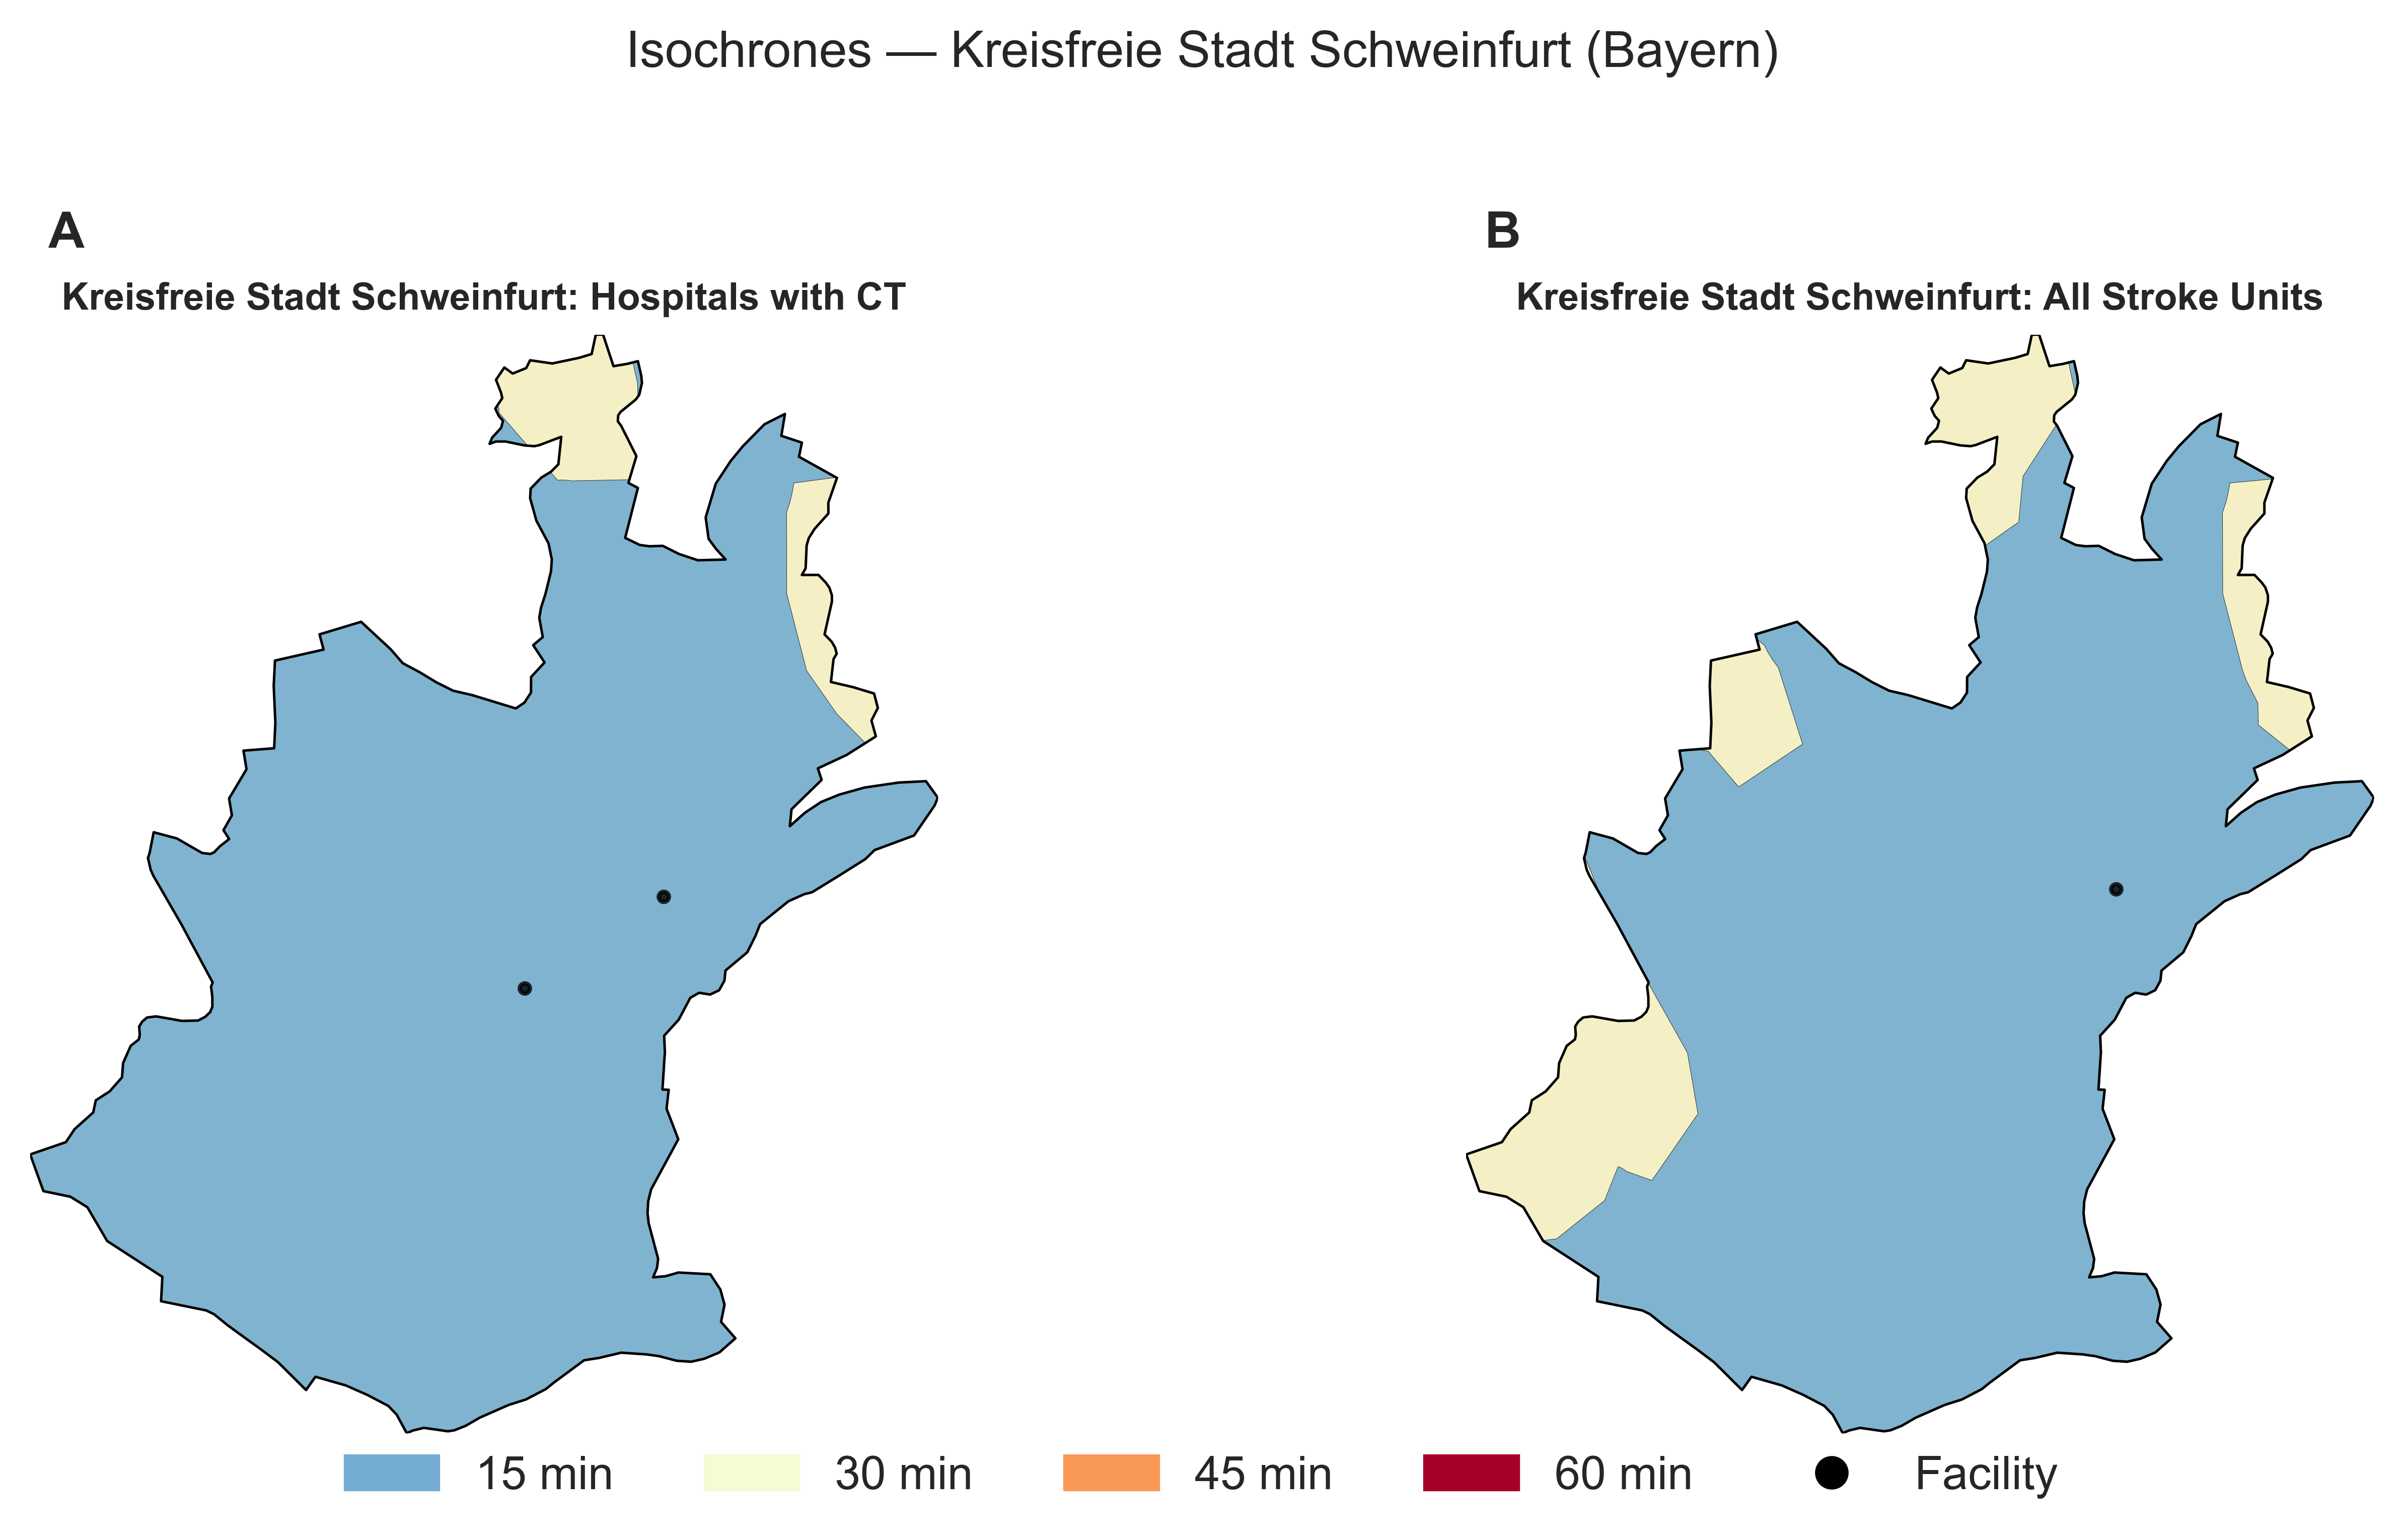 Isochrones — Kreisfreie Stadt Schweinfurt (Bayern)
A
Kreisfreie Stadt Schweinfurt: Hospitals with CT
B
Kreisfreie Stadt Schweinfurt: All Stroke Units
15 min
30 min
45 min
60 min
Facility